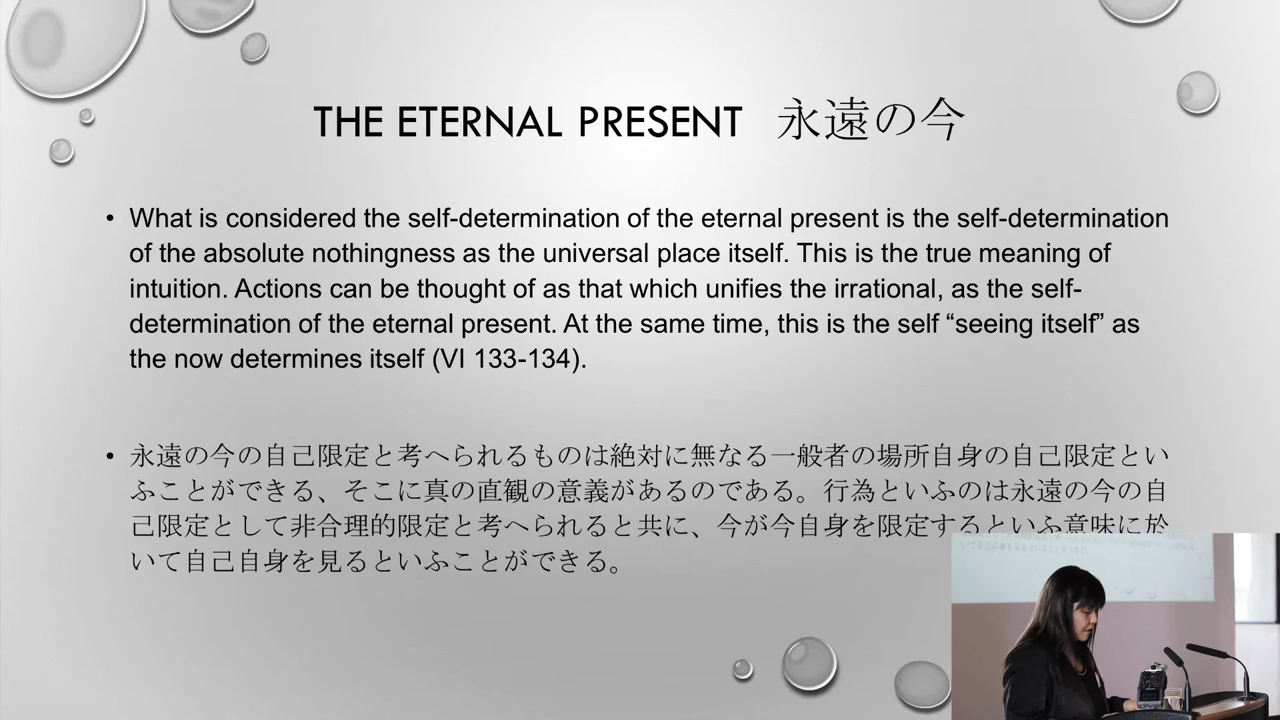 THE ETERNAL PRESENT 永遠の今
• What is considered the self-determination of the eternal present is the self-determination
of the absolute nothingness as the universal place itself. This is the true meaning of
intuition. Actions can be thought of as that which unifies the irrational, as the self-
determination of the eternal present. At the same time, this is the self “seeing itself” as
the now determines itself (VI 133-134).
• 永遠の今の自己限定と考へられるものは絶対に無なる一般者の場所自身の自己限定とい
ふことができる、そこに真の直観の意義があるのである。行為といふのは永遠の今の自
己限定として非合理的限定と考へられると共に、今が今自身を限定するといふ意味に於
いて自己自身を見るといふことができる。